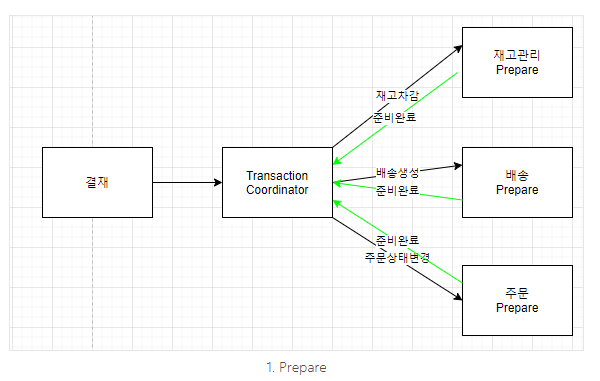 재고관리
Prepare
재고차감
준비완료
결재
Transaction
Coordinator
배송생성
준비완료
배송
Prepare
준비완료
주문상태변경
주문
Prepare
1. Prepare